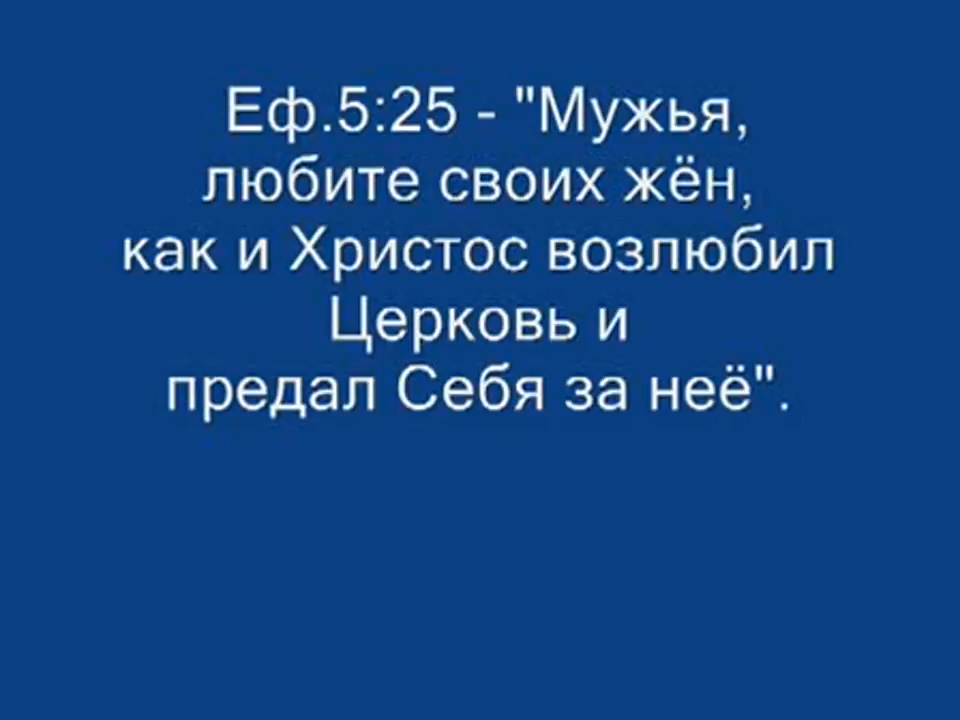 Еф.5:25 - "Мужья,
любите своих жён,
как и Христос возлюбил
Церковь и
предал Себя за неё".